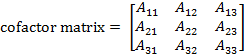 cofactor matrix = [A₁₁ A₁₂ A₁₃
A₂₁ A₂₂ A₂₃
A₃₁ A₃₂ A₃₃]